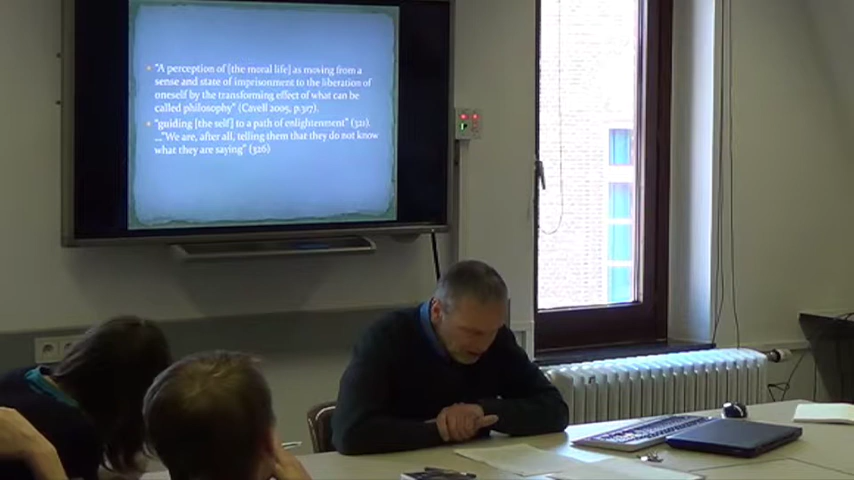 "A perception of [the moral life] as moving from a
sense and state of imprisonment to the liberation of
oneself by the transforming effect of what can be
called philosophy" (Cavell 2005, p.317).
"guiding [the self] to a path of enlightenment" (321).
..."We are, after all, telling them that they do not know
what they are saying" (326)